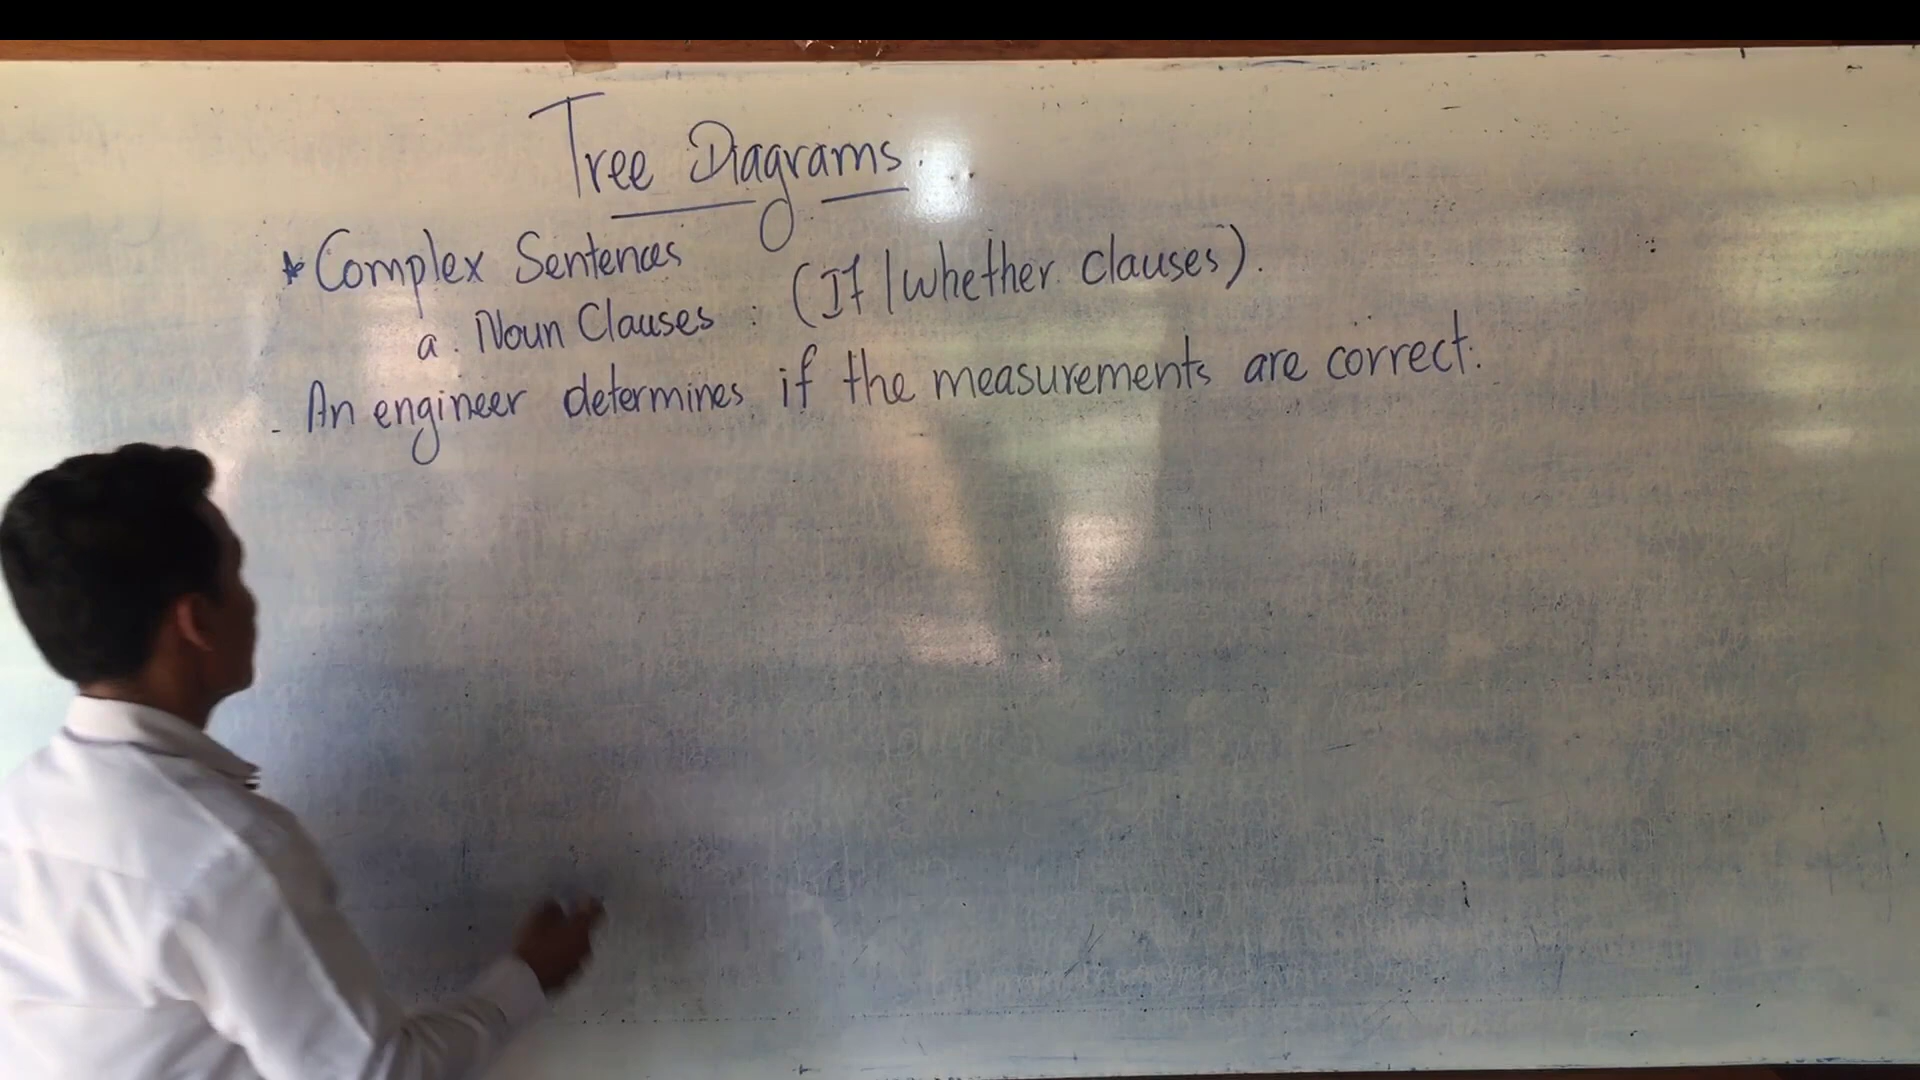 Tree Diagrams.
* Complex Sentences
a. Noun Clauses : (If / whether clauses).
- An engineer determines if the measurements are correct.